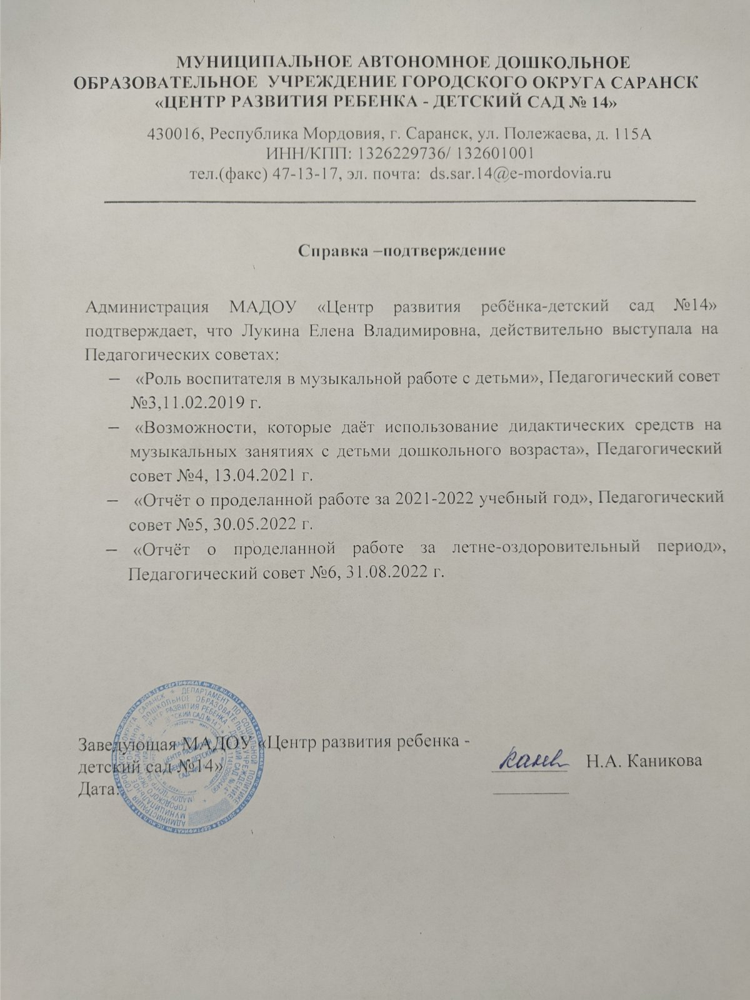 МУНИЦИПАЛЬНОЕ АВТОНОМНОЕ ДОШКОЛЬНОЕ
ОБРАЗОВАТЕЛЬНОЕ УЧРЕЖДЕНИЕ ГОРОДСКОГО ОКРУГА САРАНСК
«ЦЕНТР РАЗВИТИЯ РЕБЕНКА - ДЕТСКИЙ САД № 14»
430016, Республика Мордовия, г. Саранск, ул. Полежаева, д. 115А
ИНН/КПП: 1326229736/ 132601001
тел.(факс) 47-13-17, эл. почта: ds.sar.14@e-mordovia.ru
Справка –подтверждение
Администрация МАДОУ «Центр развития ребёнка-детский сад №14»
подтверждает, что Лукина Елена Владимировна, действительно выступала на
Педагогических советах:
– «Роль воспитателя в музыкальной работе с детьми», Педагогический совет
№3,11.02.2019 г.
– «Возможности, которые даёт использование дидактических средств на
музыкальных занятиях с детьми дошкольного возраста», Педагогический
совет №4, 13.04.2021 г.
– «Отчёт о проделанной работе за 2021-2022 учебный год», Педагогический
совет №5, 30.05.2022 г.
– «Отчёт о проделанной работе за летне-оздоровительный период»,
Педагогический совет №6, 31.08.2022 г.
Заведующая МАДОУ «Центр развития ребенка -
детский сад №14»
Н.А. Каникова
Дата.